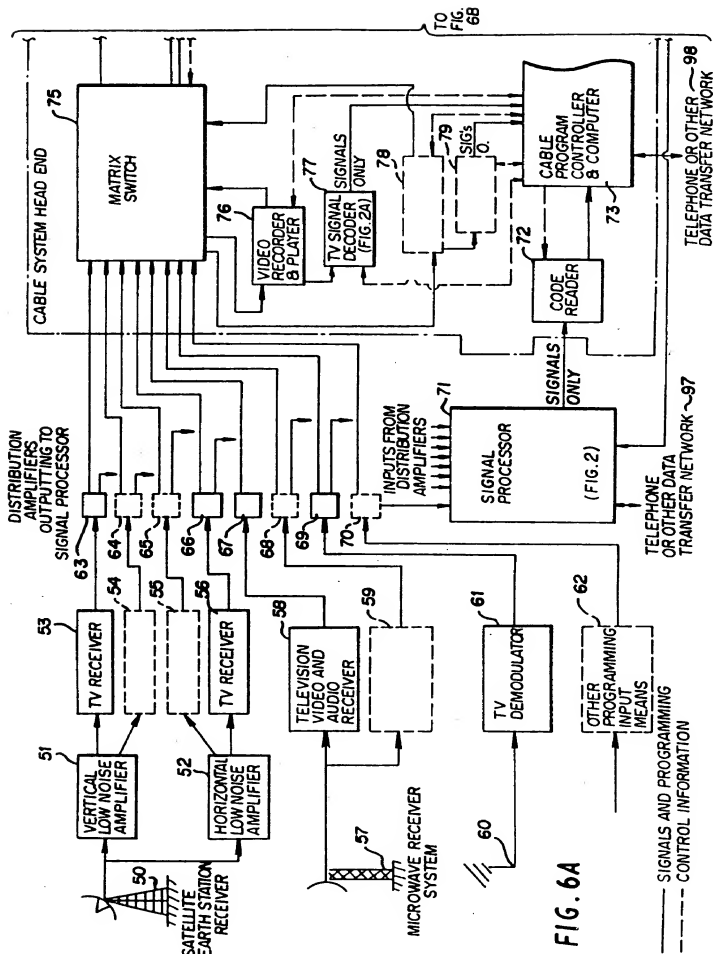 TO
FIG.
6B
CABLE SYSTEM HEAD END
75
MATRIX
SWITCH
76
VIDEO
RECORDER
& PLAYER
77
TV SIGNAL
DECODER
(FIG.2A)
SIGNALS
ONLY
78
79
SIG'S
O.
CABLE
PROGRAM
CONTROLLER
& COMPUTER
73
72
CODE
READER
98
TELEPHONE OR OTHER
DATA TRANSFER NETWORK
DISTRIBUTION
AMPLIFIERS
OUTPUTTING TO
SIGNAL PROCESSOR
63
64
65
66
67
68
69
70
INPUTS FROM
DISTRIBUTION
AMPLIFIERS
71
SIGNAL
PROCESSOR
(FIG. 2)
SIGNALS
ONLY
TELEPHONE
OR OTHER DATA
TRANSFER NETWORK
97
53
TV RECEIVER
54
55
56
TV RECEIVER
58
TELEVISION
VIDEO AND
AUDIO
RECEIVER
59
61
TV
DEMODULATOR
62
OTHER
PROGRAMMING
INPUT
MEANS
51
VERTICAL
LOW NOISE
AMPLIFIER
52
HORIZONTAL
LOW NOISE
AMPLIFIER
50
SATELLITE
EARTH STATION
RECEIVER
57
MICROWAVE RECEIVER
SYSTEM
60
FIG. 6A
SIGNALS AND PROGRAMMING
CONTROL INFORMATION